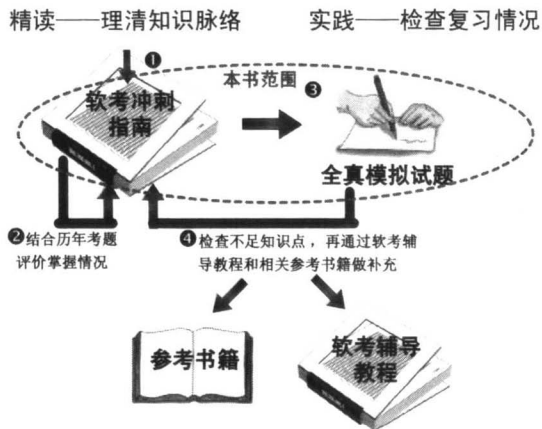 精读——理清知识脉络
实践——检查复习情况
❶
本书范围
❸
软考冲刺
指南
全真模拟试题
❷结合历年考题
评价掌握情况
❹检查不足知识点，再通过软考辅
导教程和相关参考书籍做补充
参考书籍
软考辅导
教程